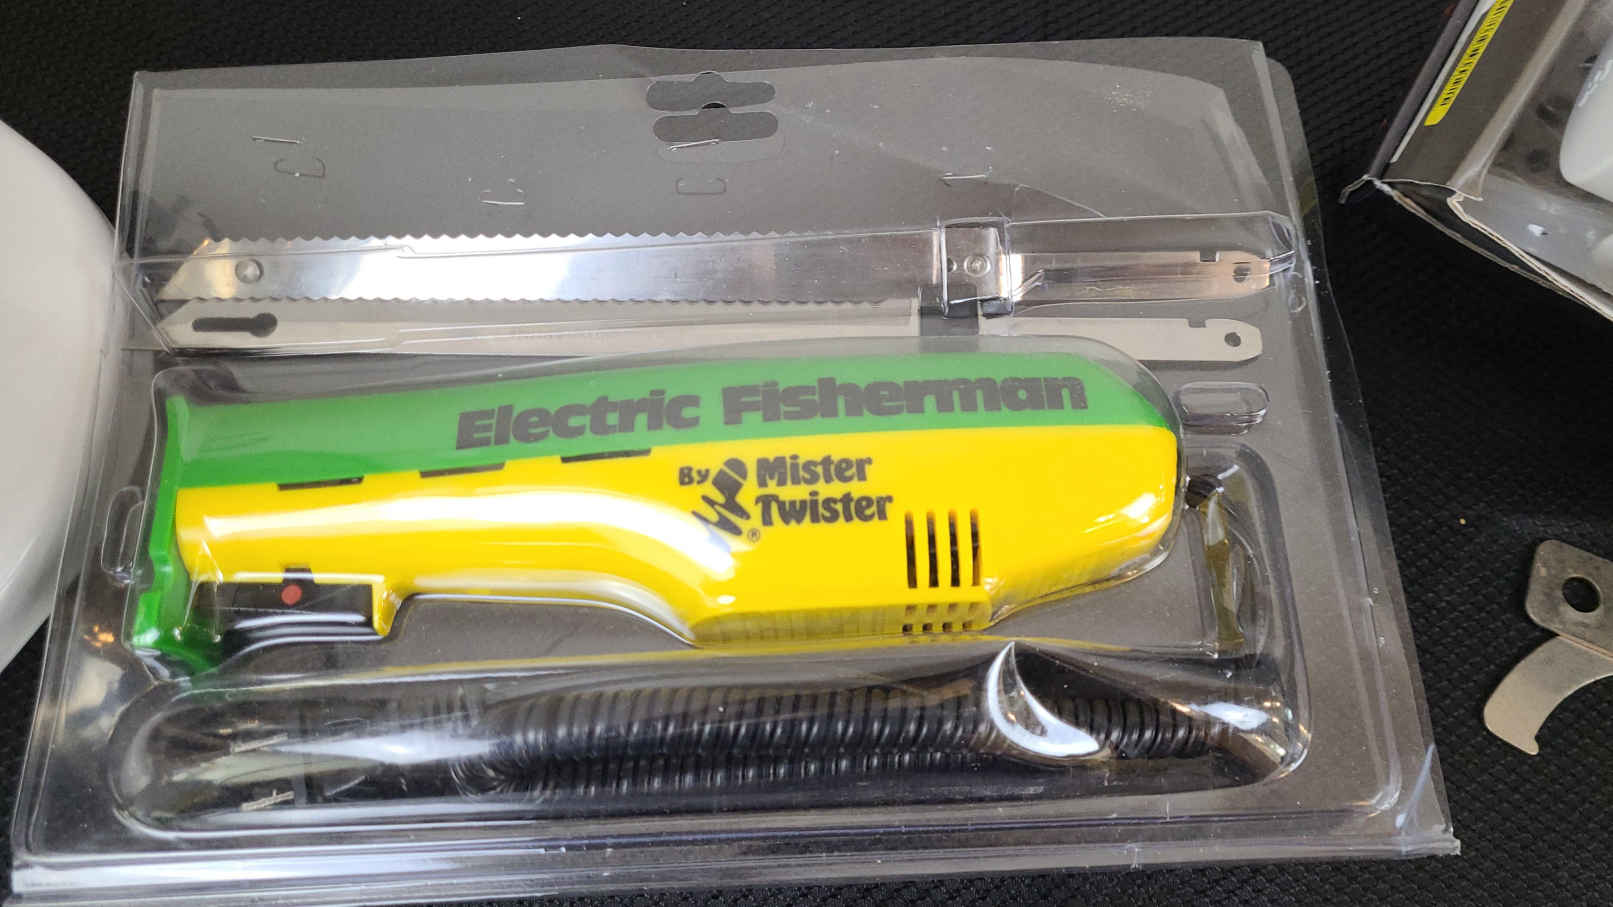 Electric Fisherman
By Mister
Twister
®